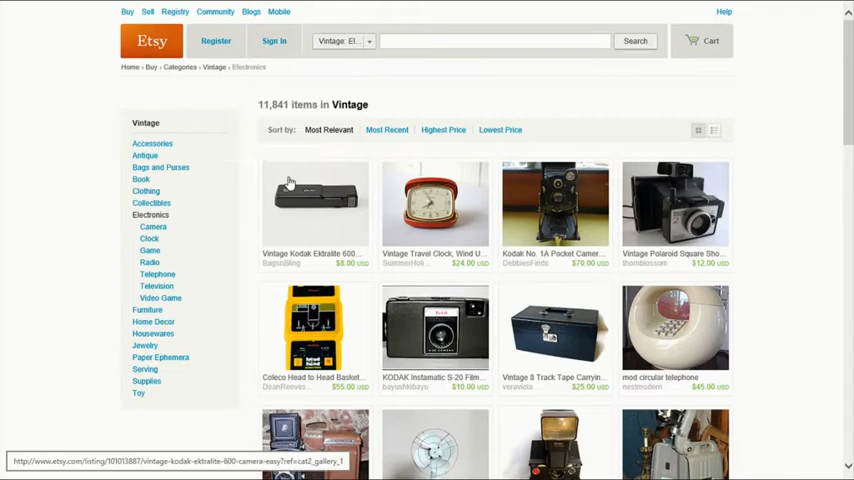 Buy Sell Registry Community Blogs Mobile Help
Etsy Register Sign In Vintage: El... Search Cart
Home › Buy › Categories › Vintage › Electronics
11,841 items in Vintage
Sort by: Most Relevant Most Recent Highest Price Lowest Price
Vintage
Accessories
Antique
Bags and Purses
Book
Clothing
Collectibles
Electronics
Camera
Clock
Game
Radio
Telephone
Television
Video Game
Furniture
Home Decor
Housewares
Jewelry
Paper Ephemera
Serving
Supplies
Toy
Vintage Kodak Ektralite 600...
BagsnBling $8.00 USD
Vintage Travel Clock, Wind U...
SummerHoli... $24.00 USD
Kodak No. 1A Pocket Camer...
DebbiesFinds $70.00 USD
Vintage Polaroid Square Sho...
thomblossom $12.00 USD
Coleco Head to Head Basket...
DeanReeves... $55.00 USD
KODAK Instamatic S-20 Film...
bayushkibayu $10.00 USD
Vintage 8 Track Tape Carryin...
veraviola $25.00 USD
mod circular telephone
nestmodern $45.00 USD
http://www.etsy.com/listing/101013887/vintage-kodak-ektralite-600-camera-easy?ref=cat2_gallery_1